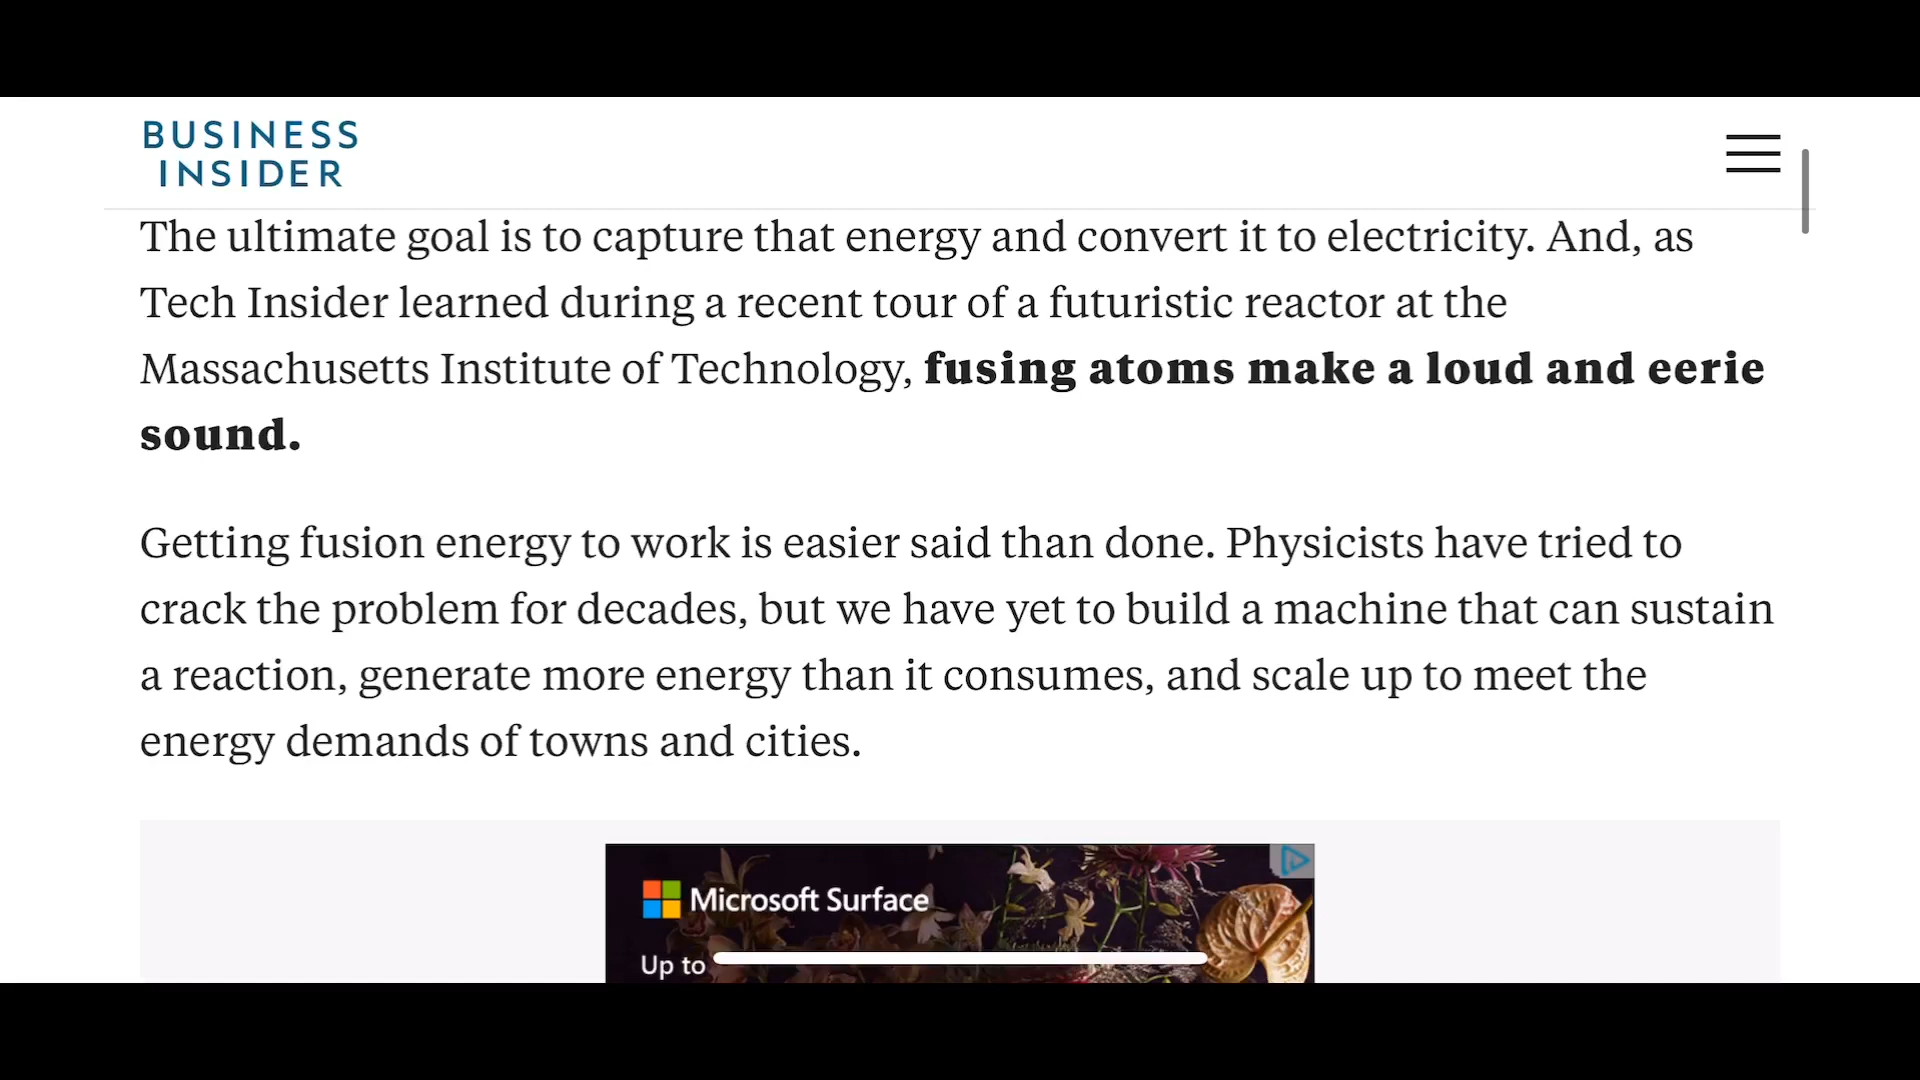 BUSINESS
INSIDER
The ultimate goal is to capture that energy and convert it to electricity. And, as
Tech Insider learned during a recent tour of a futuristic reactor at the
Massachusetts Institute of Technology, fusing atoms make a loud and eerie
sound.
Getting fusion energy to work is easier said than done. Physicists have tried to
crack the problem for decades, but we have yet to build a machine that can sustain
a reaction, generate more energy than it consumes, and scale up to meet the
energy demands of towns and cities.
Microsoft Surface
Up to